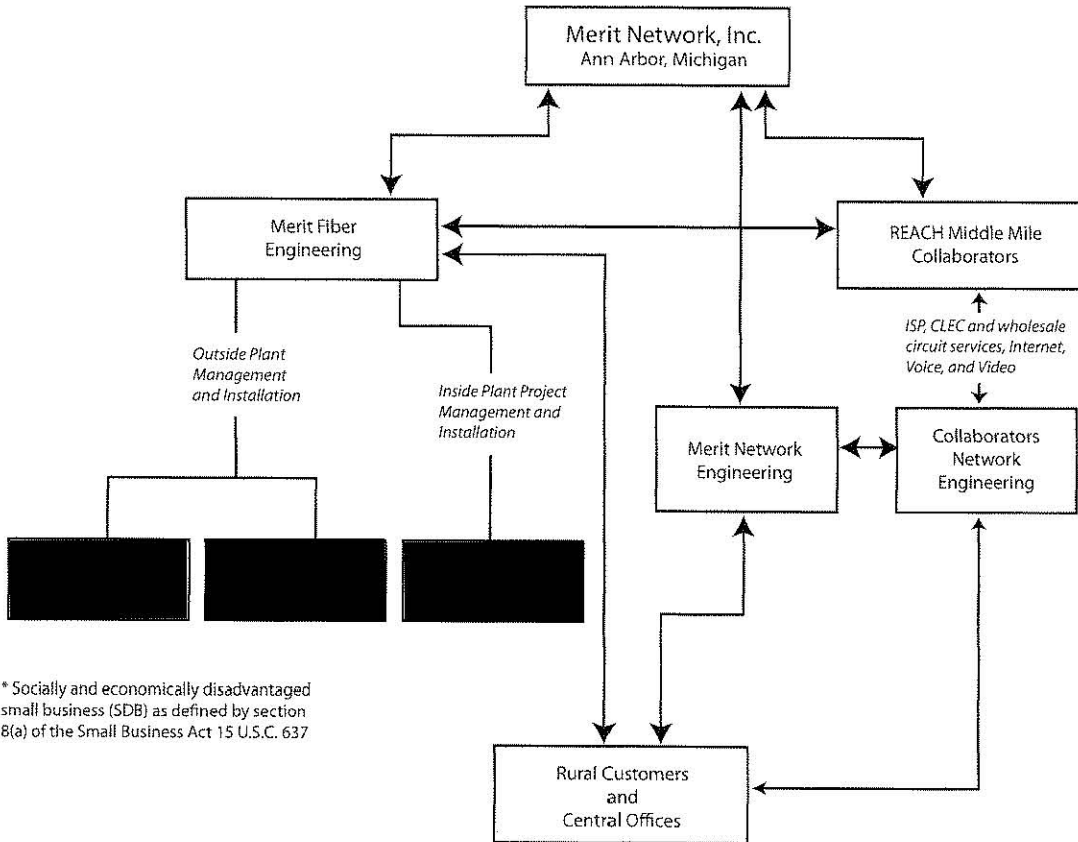 Merit Network, Inc.
Ann Arbor, Michigan
Merit Fiber
Engineering
REACH Middle Mile
Collaborators
ISP, CLEC and wholesale
circuit services, Internet,
Voice, and Video
Outside Plant
Management
and Installation
Inside Plant Project
Management and
Installation
Merit Network
Engineering
Collaborators
Network
Engineering
* Socially and economically disadvantaged
small business (SDB) as defined by section
8(a) of the Small Business Act 15 U.S.C. 637
Rural Customers
and
Central Offices